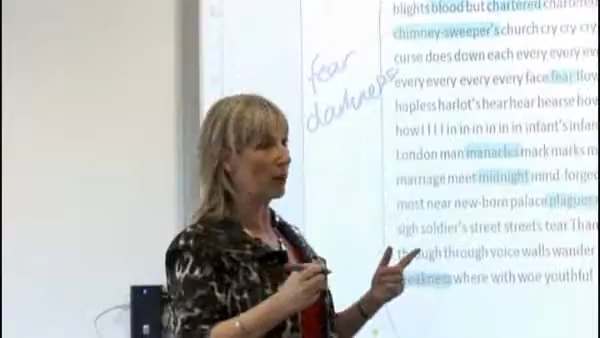 blights blood but chartered chartered
chimney-sweeper's church cry cry cry
curse does down each every every
every every every every face fear
fear
darkness
hapless harlot's hear hear hearse how
how I I I I in in in in in infant's
London man manacles mark marks
marriage meet midnight mind-forged
most near new-born palace plagues
sigh soldier's street street's tear
through through voice walls wander
weakness where with woe youthful